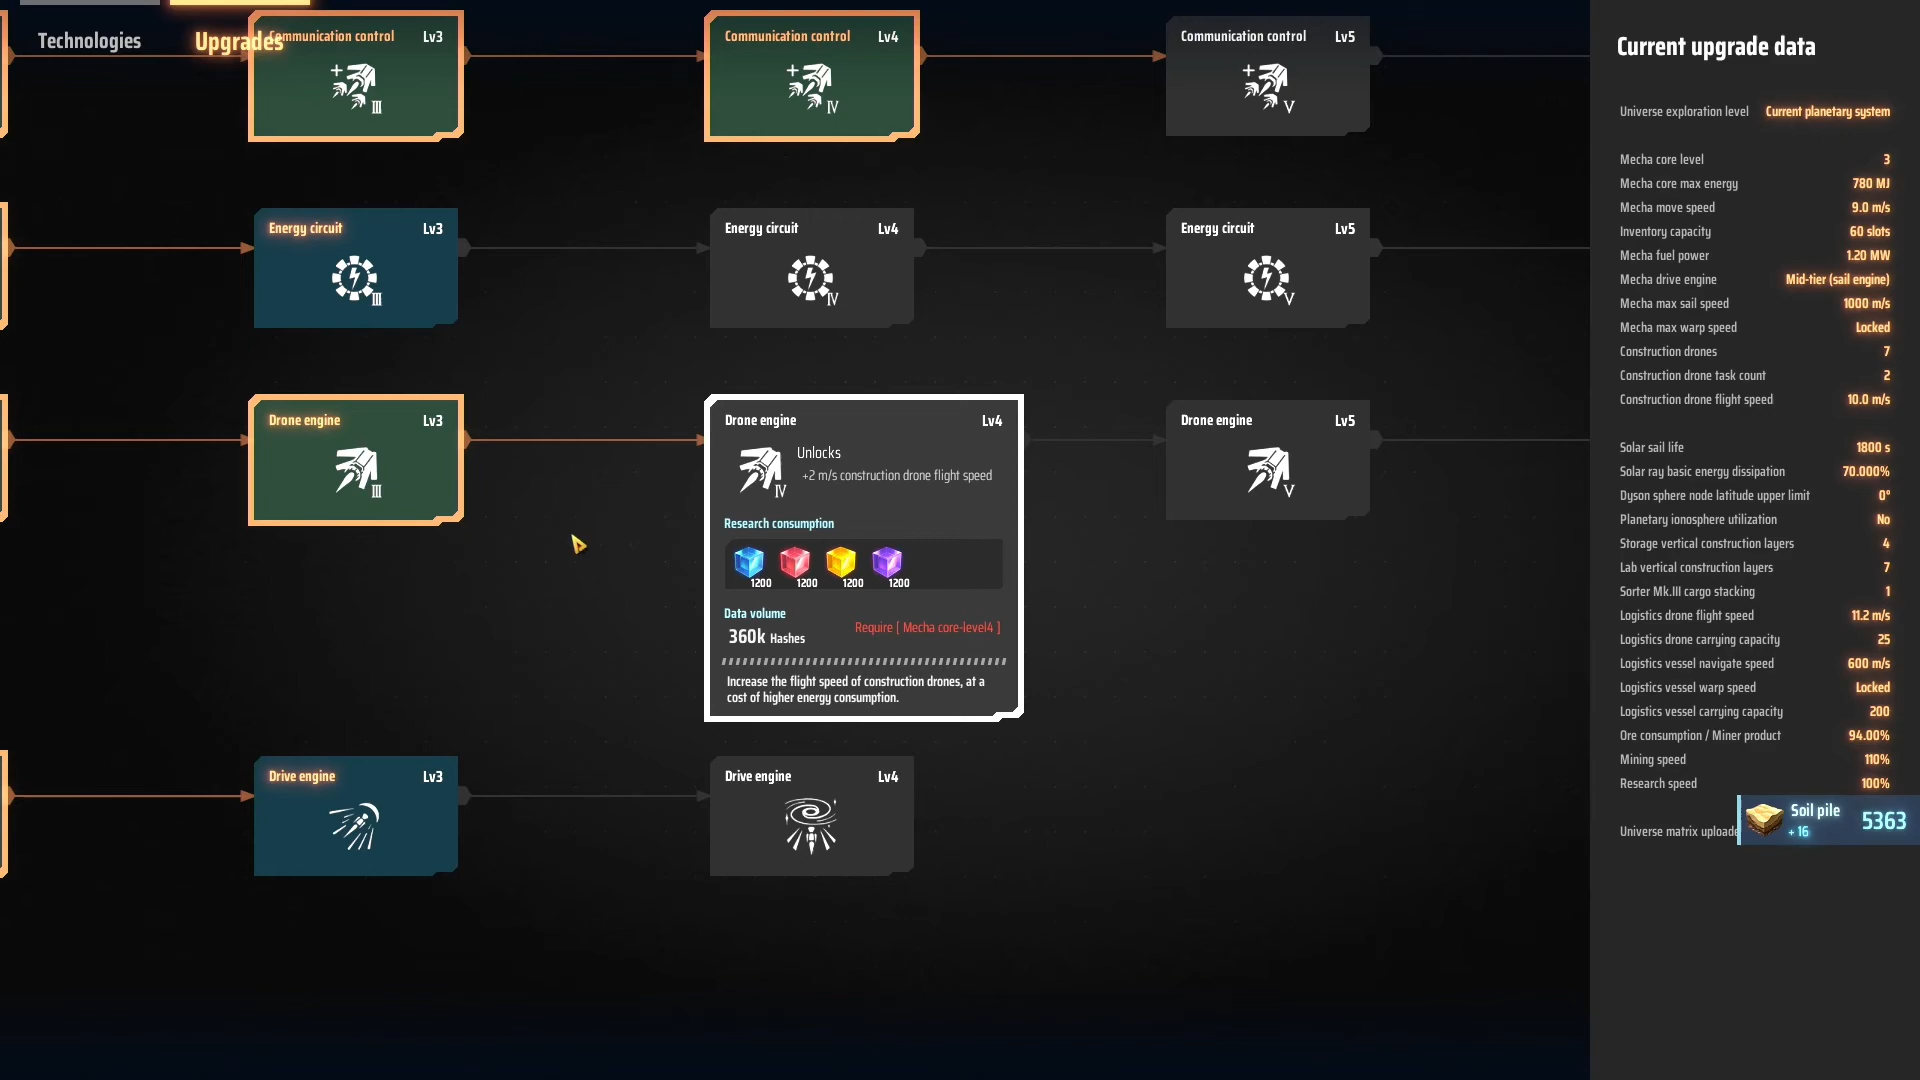 Technologies
Upgrades
Communication control Lv3
III
Communication control Lv4
IV
Communication control Lv5
V
Energy circuit Lv3
III
Energy circuit Lv4
IV
Energy circuit Lv5
V
Drone engine Lv3
III
Drone engine Lv4
IV
Unlocks
+2 m/s construction drone flight speed
Research consumption
1200 1200 1200 1200
Data volume
360k Hashes
Require [ Mecha core-level4 ]
Increase the flight speed of construction drones, at a
cost of higher energy consumption.
Drone engine Lv5
V
Drive engine Lv3
Drive engine Lv4
Current upgrade data
Universe exploration level Current planetary system
Mecha core level 3
Mecha core max energy 780 MJ
Mecha move speed 9.0 m/s
Inventory capacity 60 slots
Mecha fuel power 1.20 MW
Mecha drive engine Mid-tier (sail engine)
Mecha max sail speed 1000 m/s
Mecha max warp speed Locked
Construction drones 7
Construction drone task count 2
Construction drone flight speed 10.0 m/s
Solar sail life 1800 s
Solar ray basic energy dissipation 70.000%
Dyson sphere node latitude upper limit 0°
Planetary ionosphere utilization No
Storage vertical construction layers 4
Lab vertical construction layers 7
Sorter Mk.III cargo stacking 1
Logistics drone flight speed 11.2 m/s
Logistics drone carrying capacity 25
Logistics vessel navigate speed 600 m/s
Logistics vessel warp speed Locked
Logistics vessel carrying capacity 200
Ore consumption / Miner product 94.00%
Mining speed 110%
Research speed 100%
Universe matrix uploade
Soil pile
+ 16
5363